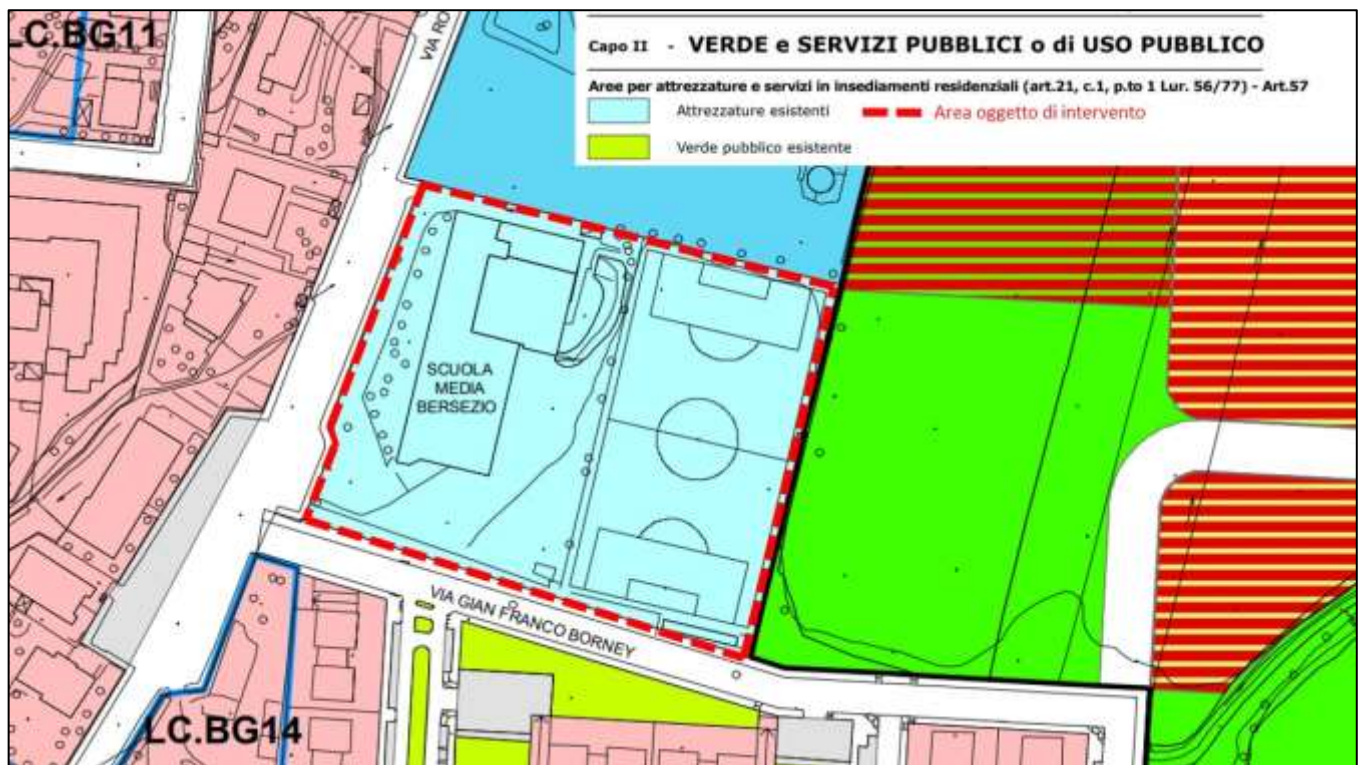 LC.BG11
VIA RO
Capo II - VERDE e SERVIZI PUBBLICI o di USO PUBBLICO
Aree per attrezzature e servizi in insediamenti residenziali (art.21, c.1, p.to 1 Lur. 56/77) - Art.57
Attrezzature esistenti
Area oggetto di intervento
Verde pubblico esistente
SCUOLA
MEDIA
BERSEZIO
VIA GIAN FRANCO BORNEY
LC.BG14